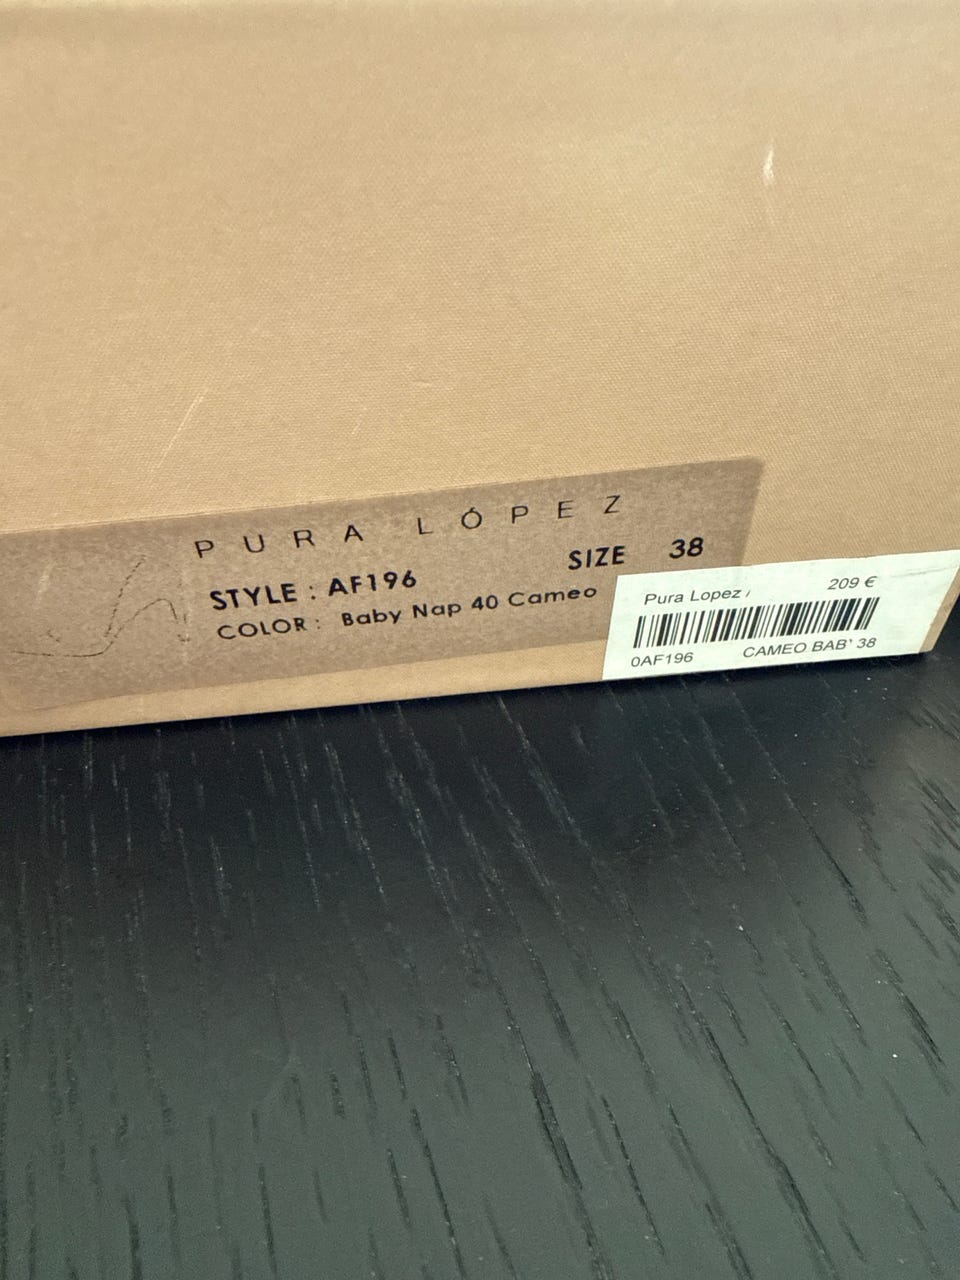 PURA LÓPEZ
STYLE : AF196
SIZE 38
COLOR : Baby Nap 40 Cameo
Pura Lopez /
209 €
0AF196
CAMEO BAB' 38